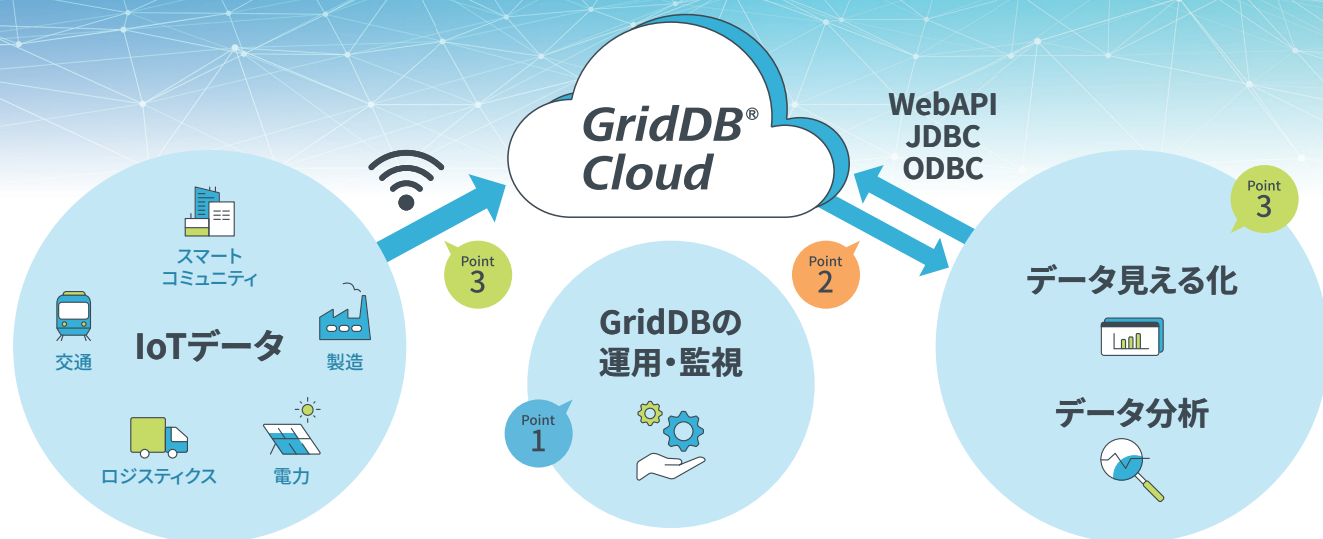 GridDB®
Cloud
WebAPI
JDBC
ODBC
スマート
コミュニティ
交通
IoTデータ
製造
ロジスティクス
電力
Point
3
GridDBの
運用・監視
Point
1
Point
2
Point
3
データ見える化
データ分析